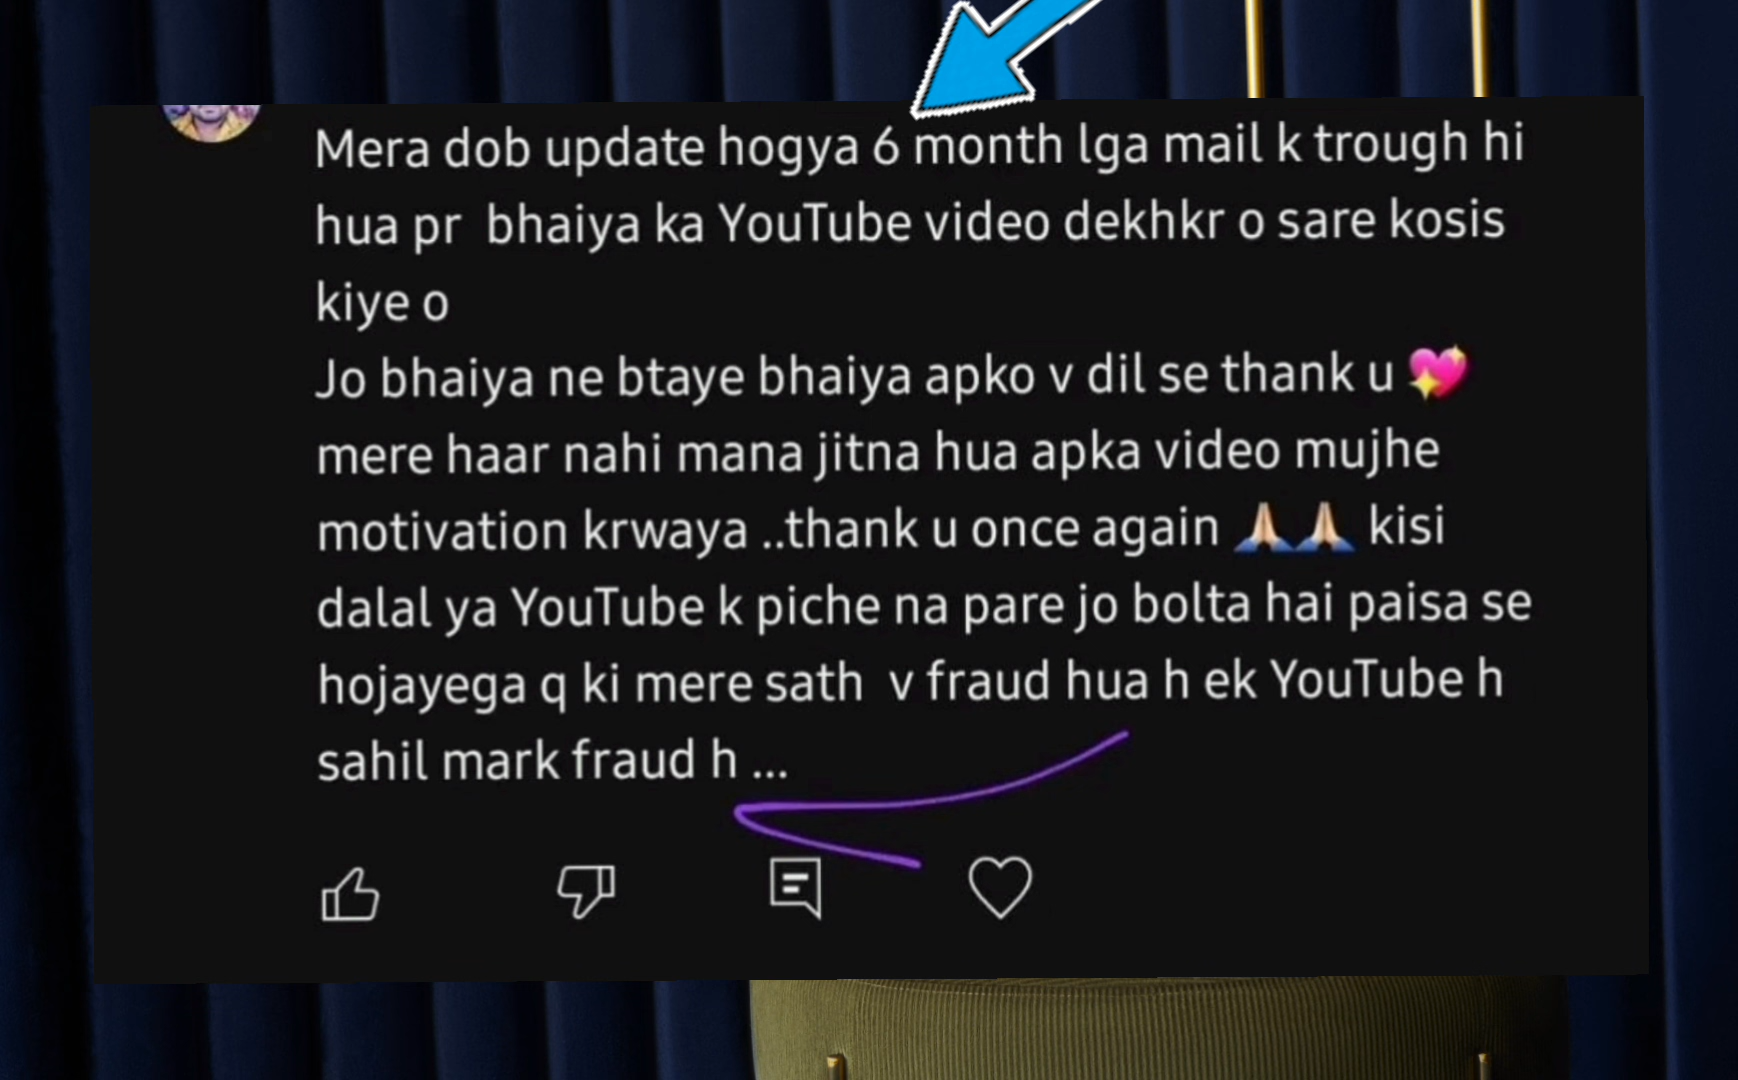 Mera dob update hogya 6 month lga mail k trough hi
hua pr bhaiya ka YouTube video dekhkr o sare kosis
kiye o
Jo bhaiya ne btaye bhaiya apko v dil se thank u 💖
mere haar nahi mana jitna hua apka video mujhe
motivation krwaya ..thank u once again 🙏🏻🙏🏻 kisi
dalal ya YouTube k piche na pare jo bolta hai paisa se
hojayega q ki mere sath v fraud hua h ek YouTube h
sahil mark fraud h ...